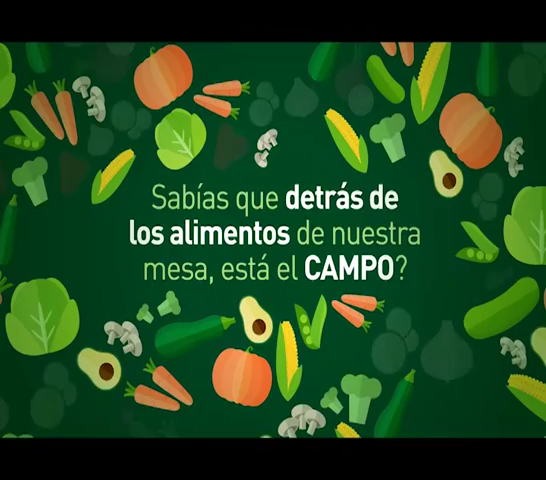 Sabías que detrás de
los alimentos de nuestra
mesa, está el CAMPO?